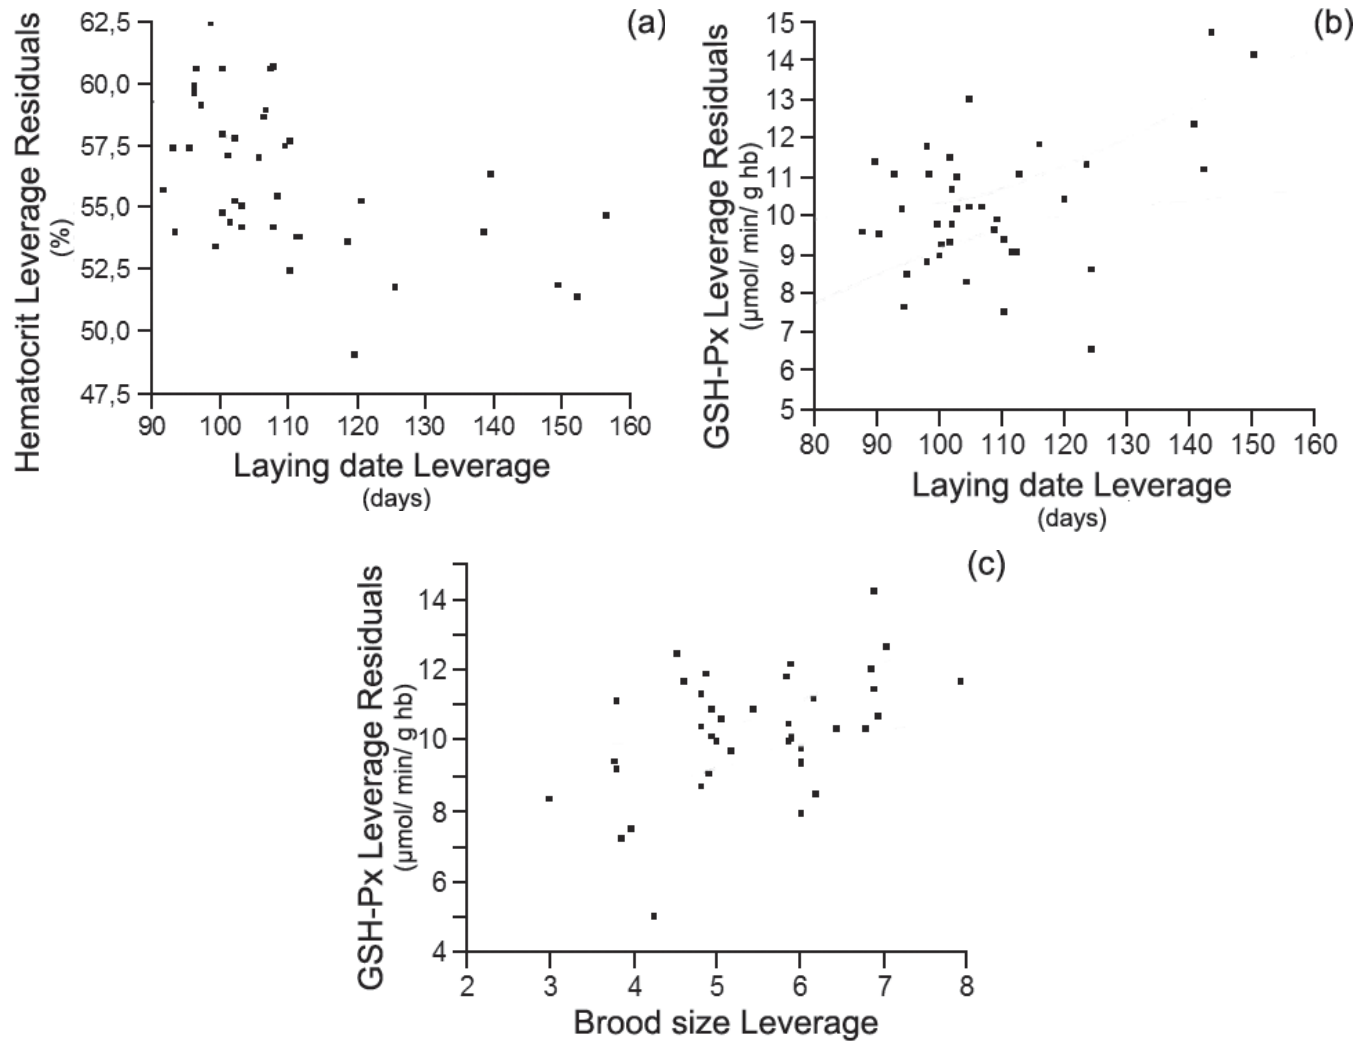 (a)
Hematocrit Leverage Residuals
(%)
62,5
60,0
57,5
55,0
52,5
50,0
47,5
90 100 110 120 130 140 150 160
Laying date Leverage
(days)
(b)
GSH-Px Leverage Residuals
(µmol/ min/ g hb)
15
14
13
12
11
10
9
8
7
6
5
80 90 100 110 120 130 140 150 160
Laying date Leverage
(days)
(c)
GSH-Px Leverage Residuals
(µmol/ min/ g hb)
14
12
10
8
6
4
2 3 4 5 6 7 8
Brood size Leverage